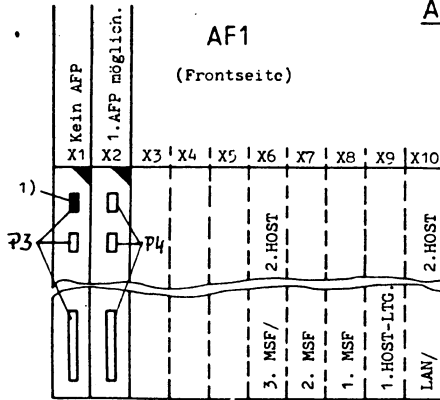 A
AF1
(Frontseite)
Kein AFP
1.AFP möglich.
X1 X2 X3 X4 X5 X6 X7 X8 X9 X10
1)
P3
P4
2.HOST
2.HOST
3. MSF/
2. MSF
1. MSF
1.HOST-LTG.
LAN/